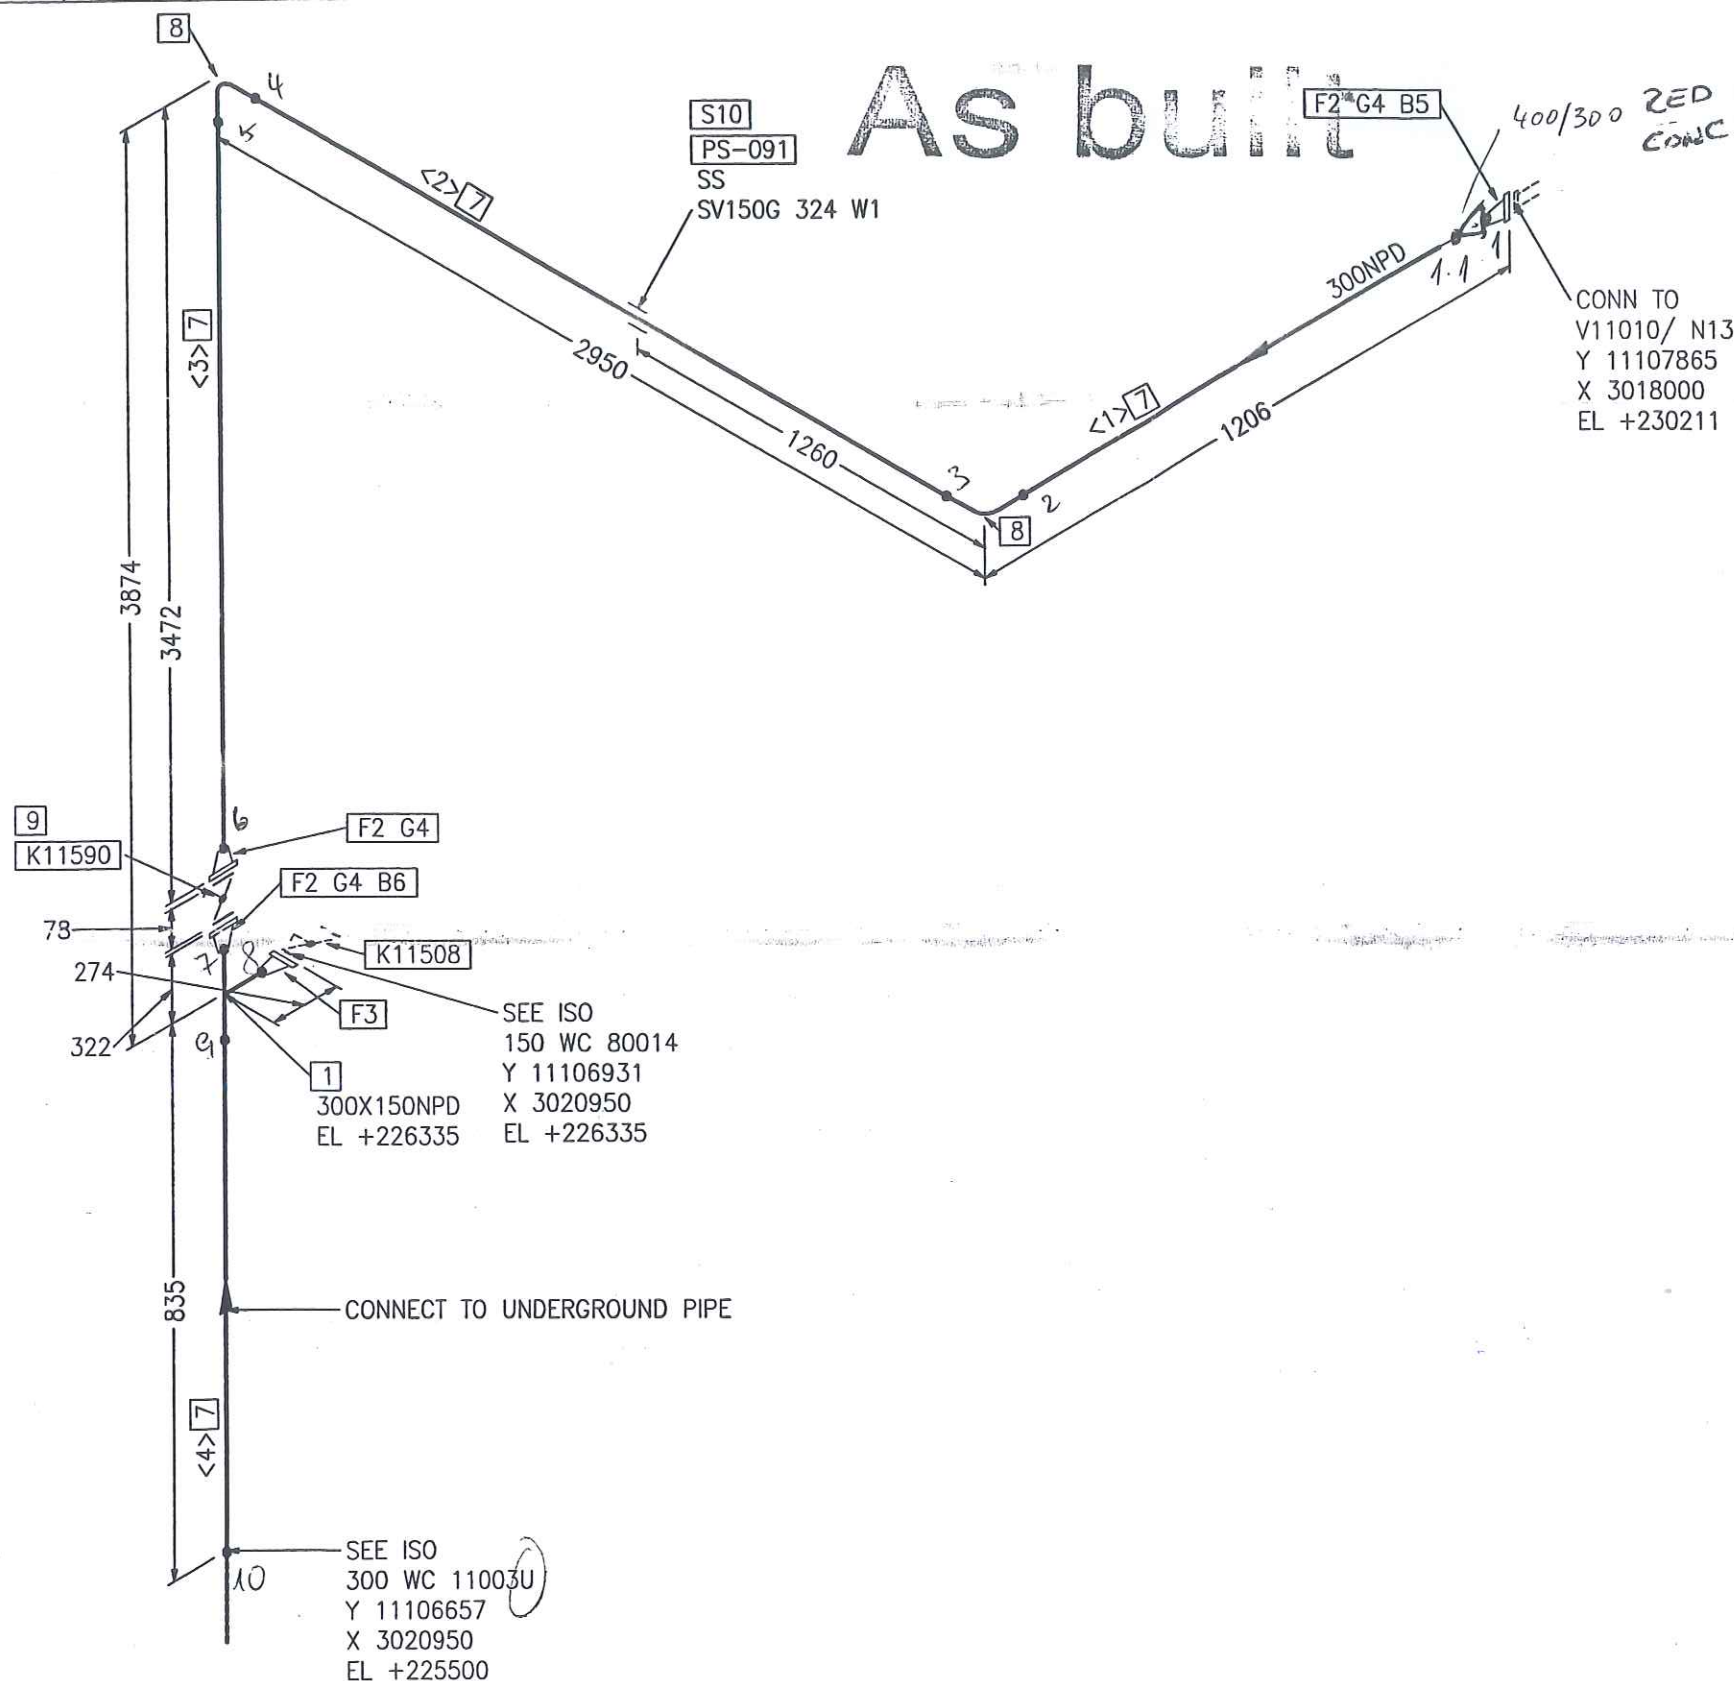 8
4
5
As built
S10
PS-091
SS
SV150G 324 W1
F2 G4 B5
400/300 RED
CONC
<2> 7
300NPD
1.1
1
CONN TO
V11010/ N13
Y 11107865
X 3018000
EL +230211
<3> 7
2950
1260
<1> 7
1206
3
2
8
3874
3472
6
9
K11590
F2 G4
F2 G4 B6
78
7
8
K11508
274
F3
322
9
1
300X150NPD
EL +226335
SEE ISO
150 WC 80014
Y 11106931
X 3020950
EL +226335
835
CONNECT TO UNDERGROUND PIPE
<4> 7
10
SEE ISO
300 WC 11003U
Y 11106657
X 3020950
EL +225500